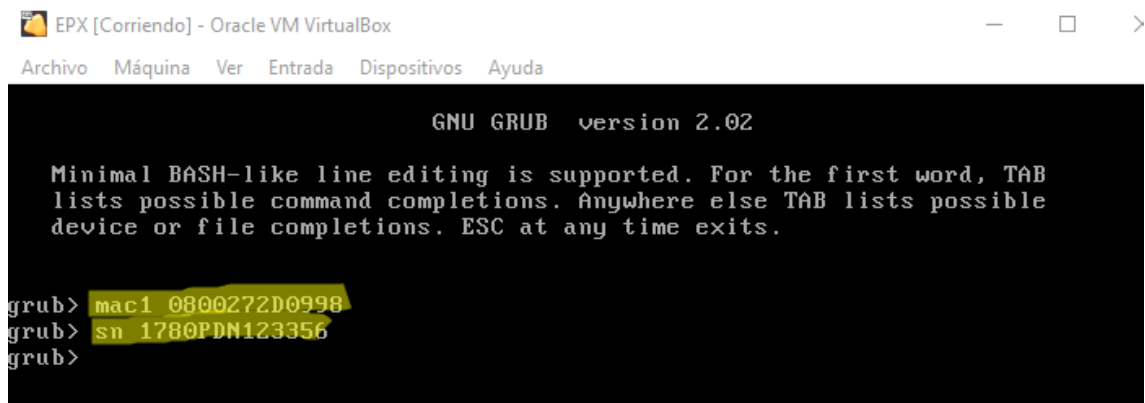 EPX [Corriendo] - Oracle VM VirtualBox
Archivo Máquina Ver Entrada Dispositivos Ayuda
GNU GRUB version 2.02
Minimal BASH-like line editing is supported. For the first word, TAB
lists possible command completions. Anywhere else TAB lists possible
device or file completions. ESC at any time exits.
grub> mac1 0800272D0998
grub> sn 1780PDN123356
grub>